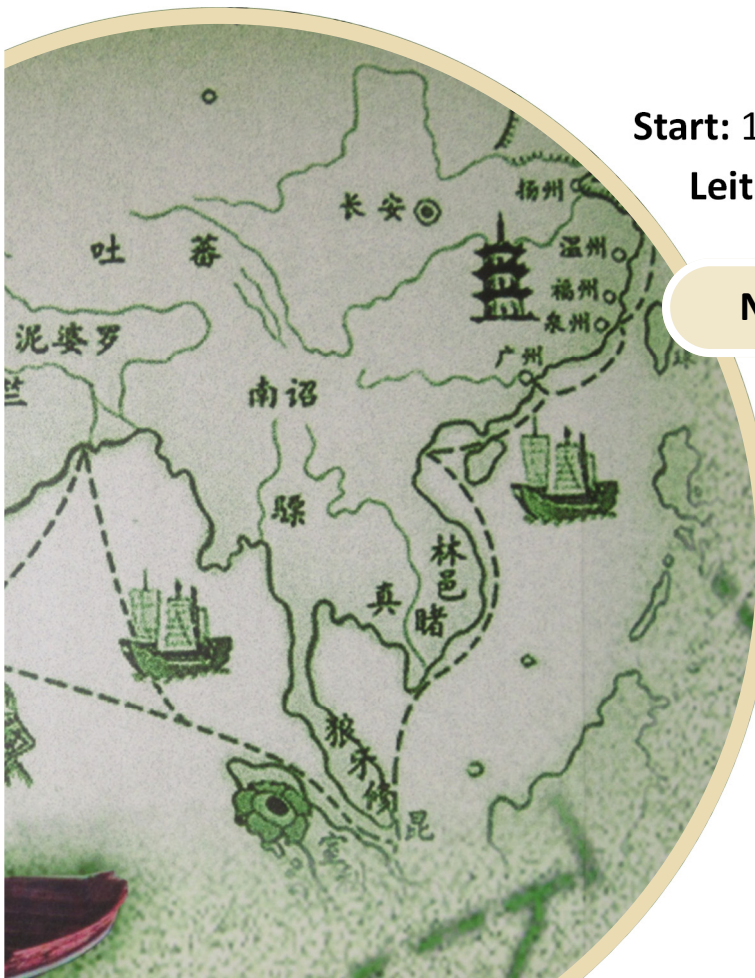 Start: 1
Leit
N
扬州
长安
温州
吐蕃
福州
泉州
泥婆罗
广州
竺
南诏
骠
林邑
真
睹
狼牙修
昆
室